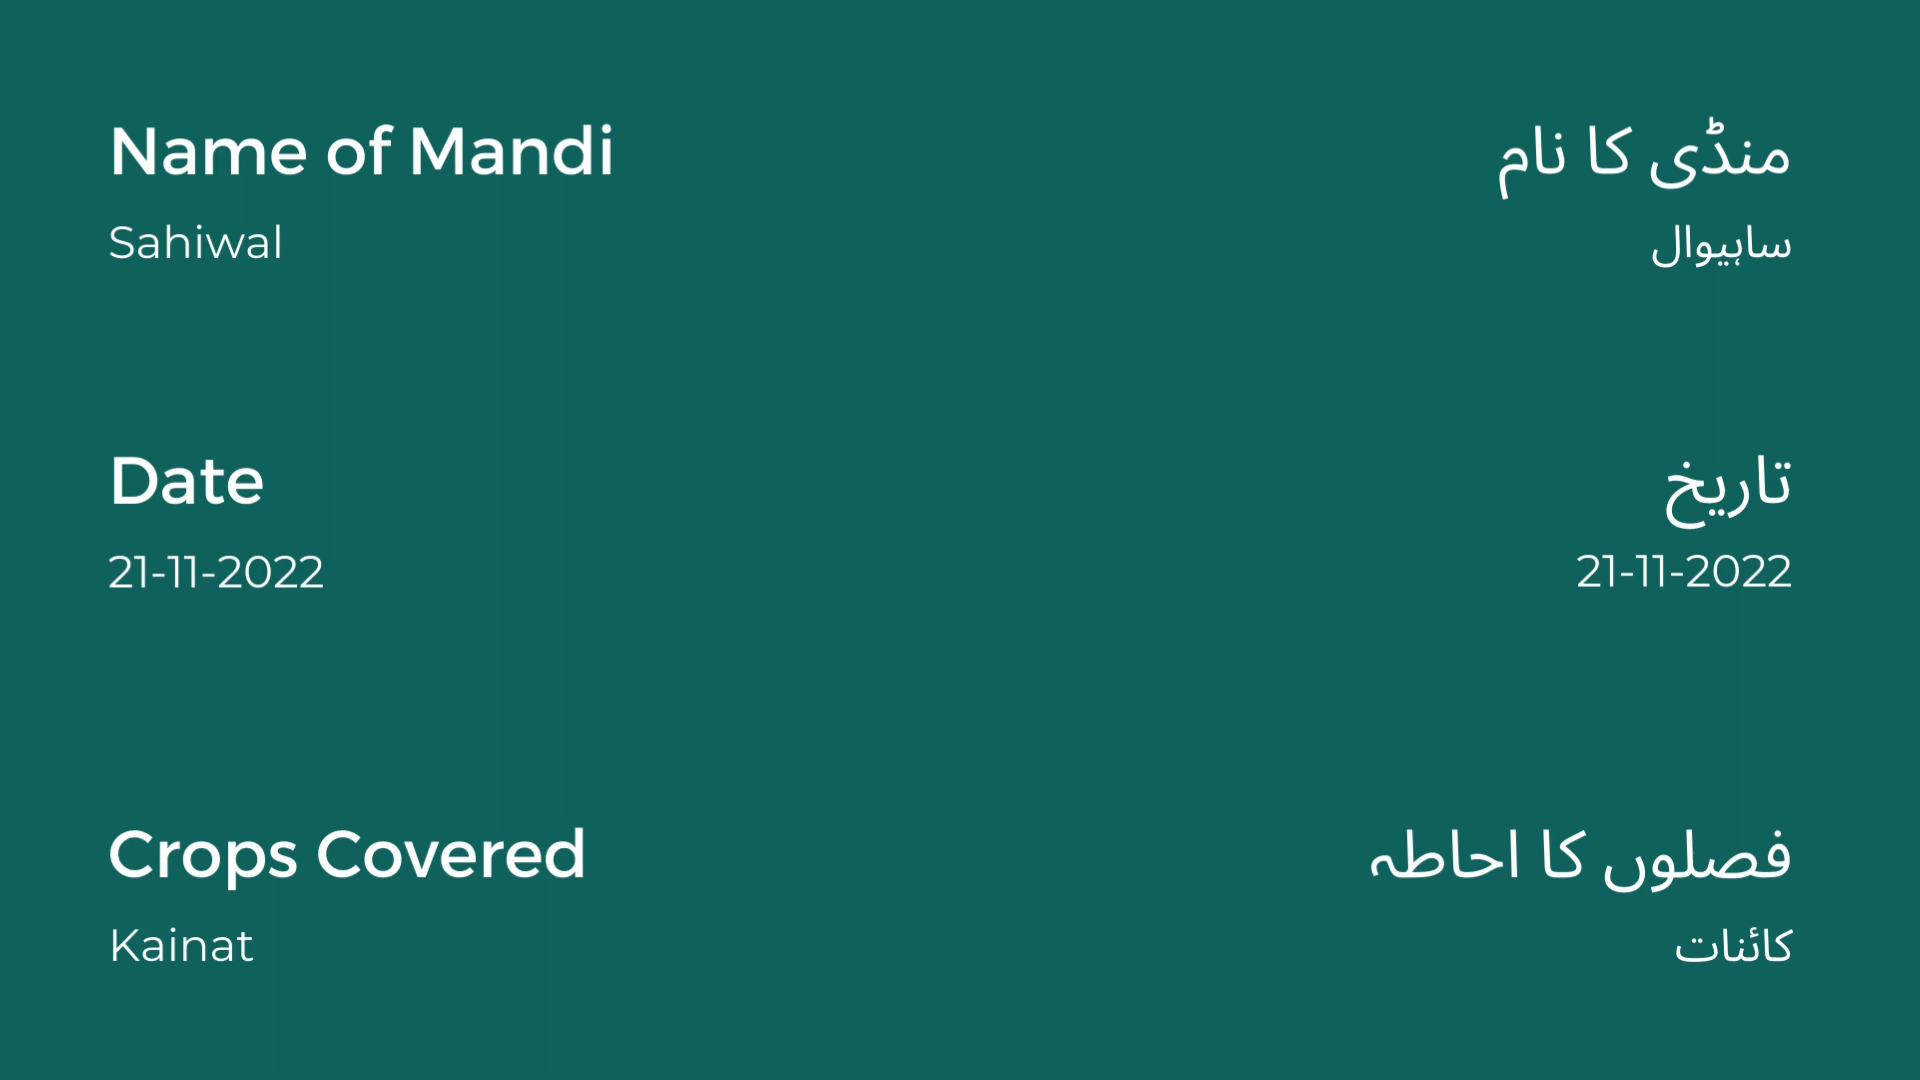 Name of Mandi
منڈی کا نام
Sahiwal
ساہیوال
Date
تاریخ
21-11-2022
21-11-2022
Crops Covered
فصلوں کا احاطہ
Kainat
کائنات